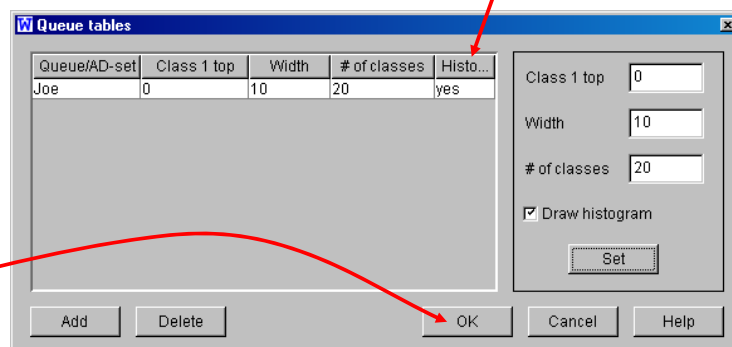 W Queue tables
Queue/AD-set Class 1 top Width # of classes Histo...
Joe 0 10 20 yes
Class 1 top 0
Width 10
# of classes 20
Draw histogram
Set
Add Delete OK Cancel Help